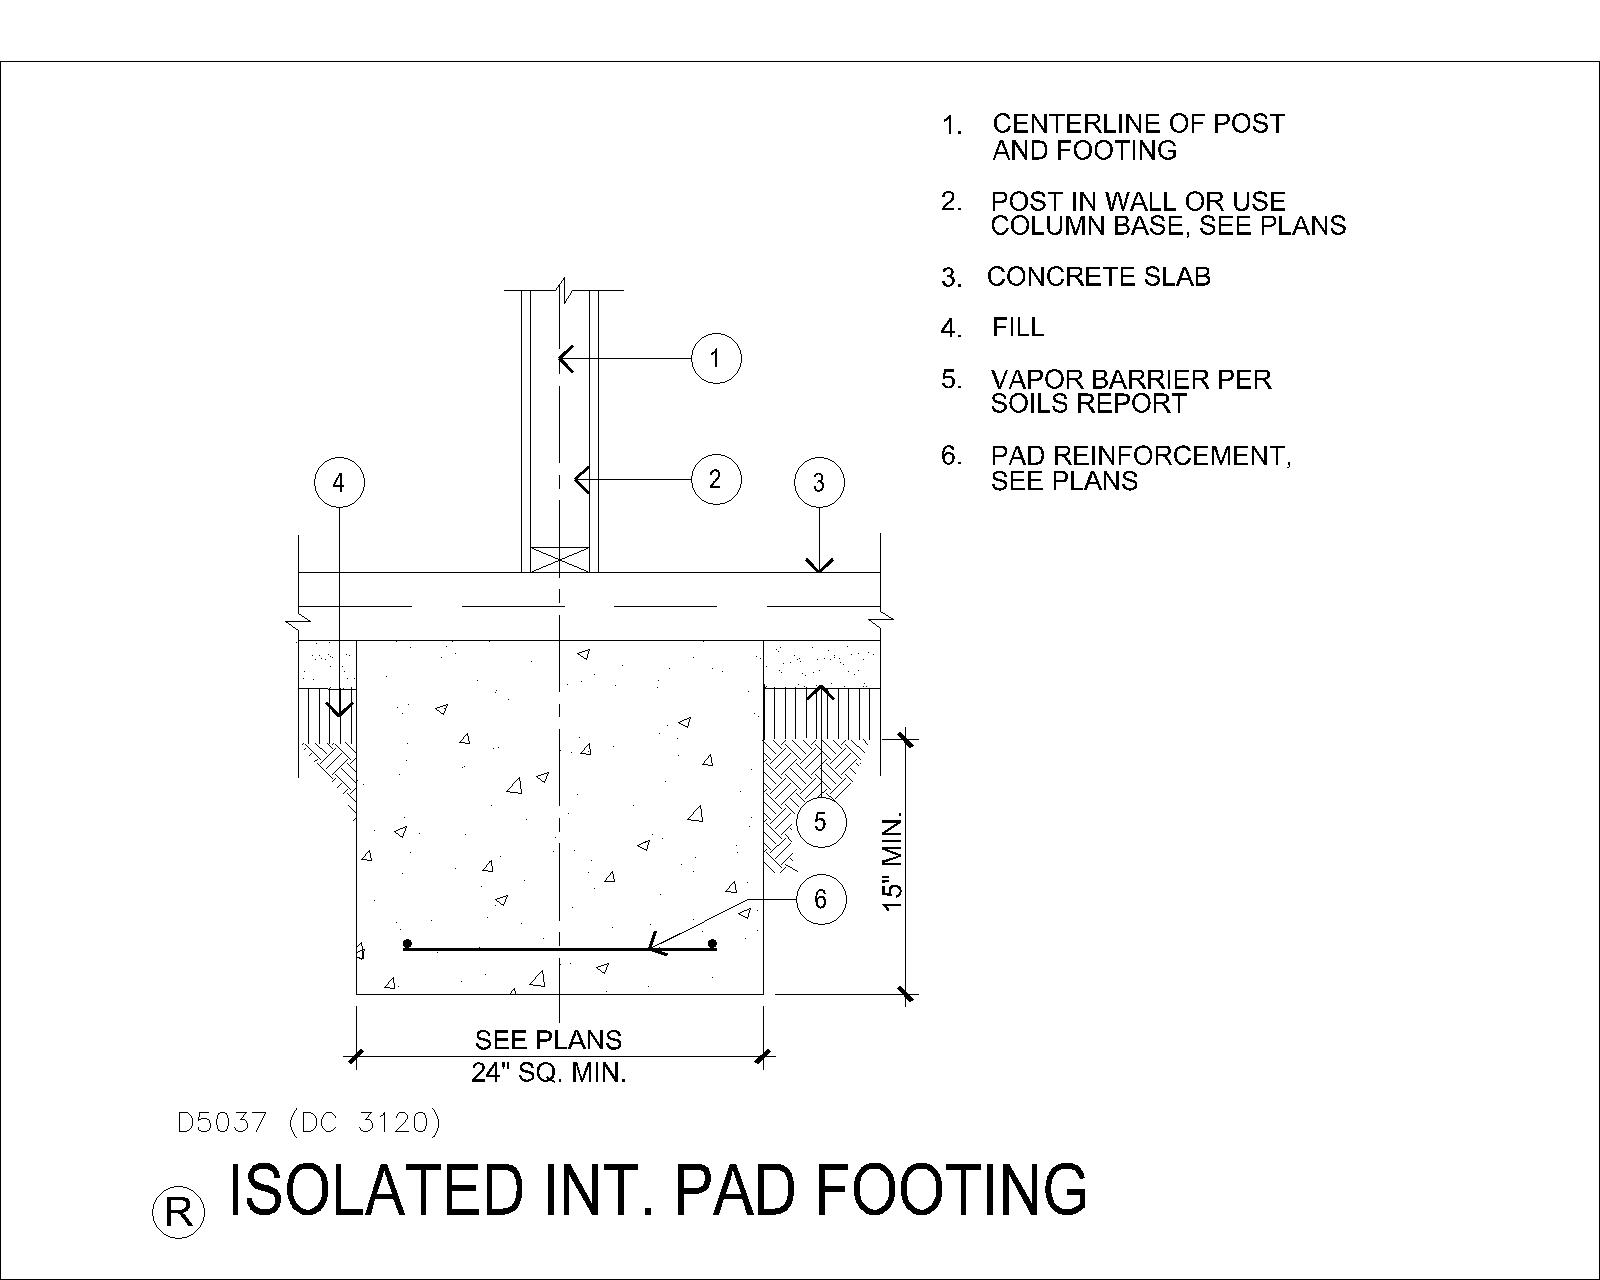 1. CENTERLINE OF POST
AND FOOTING
2. POST IN WALL OR USE
COLUMN BASE, SEE PLANS
3. CONCRETE SLAB
4. FILL
5. VAPOR BARRIER PER
SOILS REPORT
6. PAD REINFORCEMENT,
SEE PLANS
1
2
3
4
5
6
15" MIN.
SEE PLANS
24" SQ. MIN.
D5037 (DC 3120)
R ISOLATED INT. PAD FOOTING